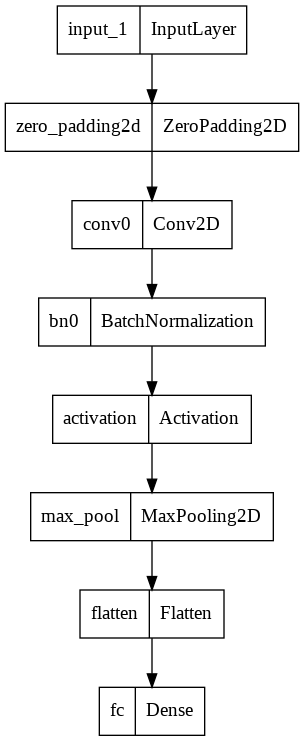 input_1 InputLayer
zero_padding2d ZeroPadding2D
conv0 Conv2D
bn0 BatchNormalization
activation Activation
max_pool MaxPooling2D
flatten Flatten
fc Dense